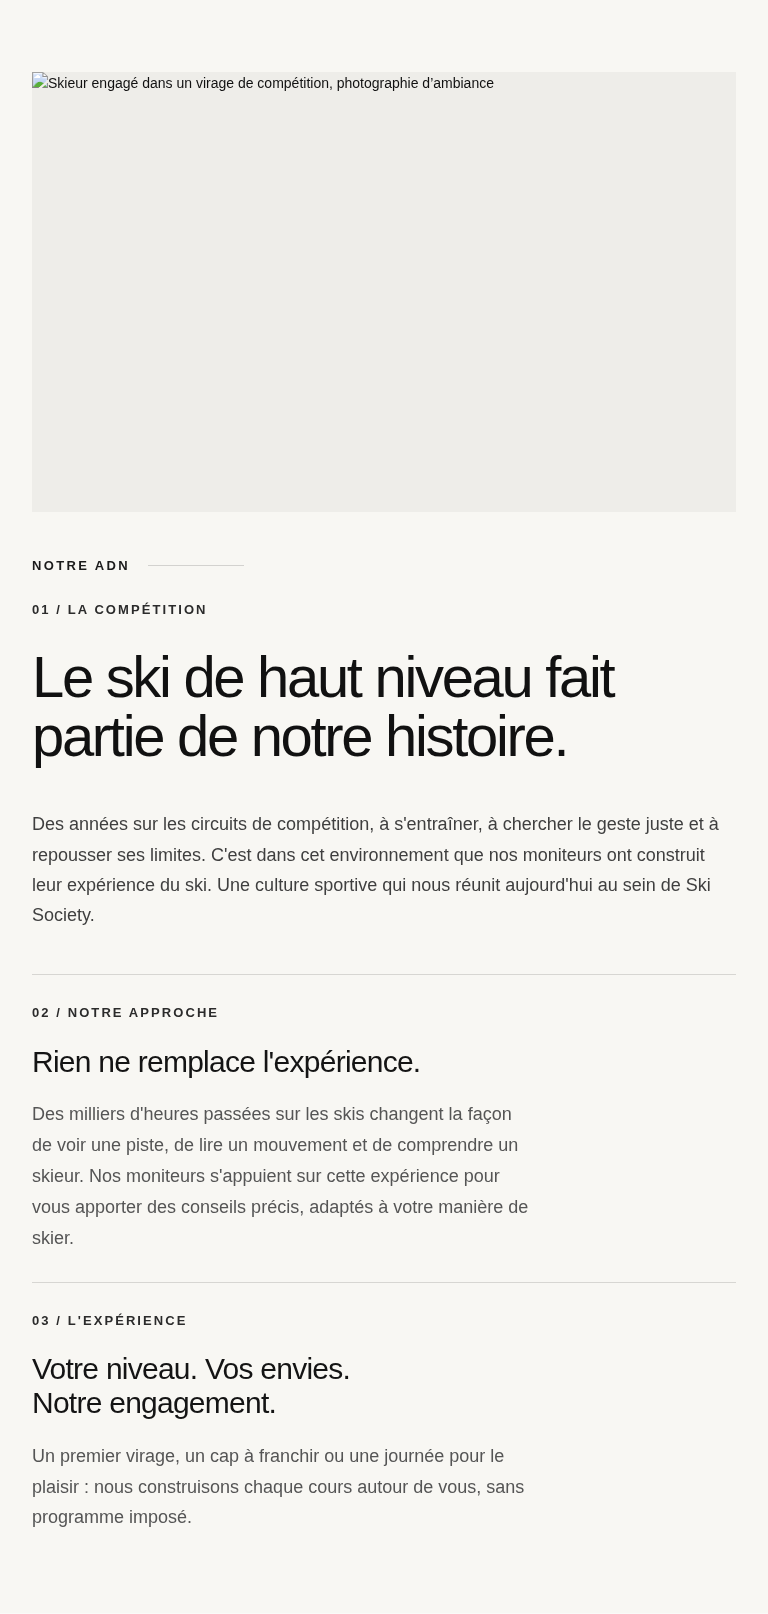 Skieur engagé dans un virage de compétition, photographie d’ambiance
NOTRE ADN
01 / LA COMPÉTITION
Le ski de haut niveau fait
partie de notre histoire.
Des années sur les circuits de compétition, à s'entraîner, à chercher le geste juste et à
repousser ses limites. C'est dans cet environnement que nos moniteurs ont construit
leur expérience du ski. Une culture sportive qui nous réunit aujourd'hui au sein de Ski
Society.
02 / NOTRE APPROCHE
Rien ne remplace l'expérience.
Des milliers d'heures passées sur les skis changent la façon
de voir une piste, de lire un mouvement et de comprendre un
skieur. Nos moniteurs s'appuient sur cette expérience pour
vous apporter des conseils précis, adaptés à votre manière de
skier.
03 / L'EXPÉRIENCE
Votre niveau. Vos envies.
Notre engagement.
Un premier virage, un cap à franchir ou une journée pour le
plaisir : nous construisons chaque cours autour de vous, sans
programme imposé.